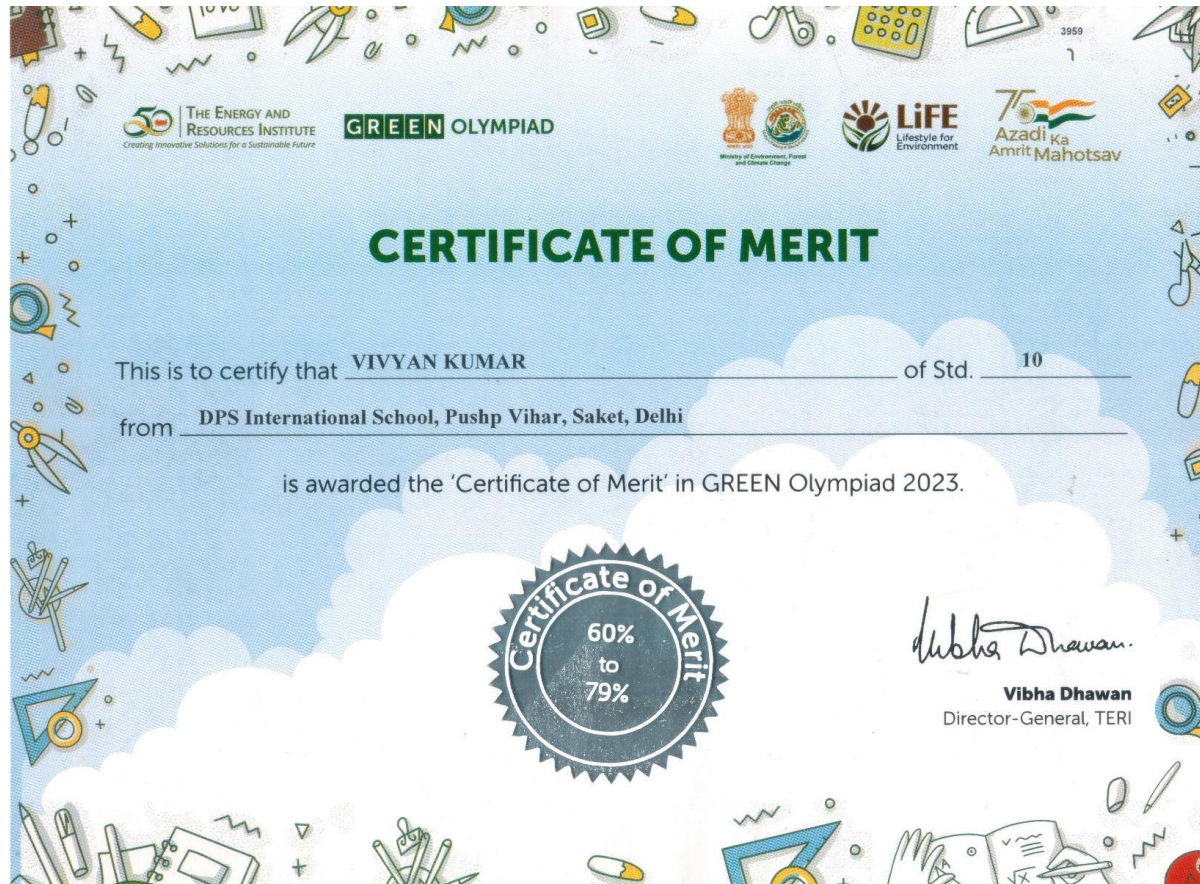 3959
50 THE ENERGY AND
RESOURCES INSTITUTE
Creating Innovative Solutions for a Sustainable Future
GREEN OLYMPIAD
Ministry of Environment, Forest
and Climate Change
LiFE
Lifestyle for
Environment
75
Azadi Ka
Amrit Mahotsav
CERTIFICATE OF MERIT
This is to certify that VIVYAN KUMAR of Std. 10
from DPS International School, Pushp Vihar, Saket, Delhi
is awarded the 'Certificate of Merit' in GREEN Olympiad 2023.
Certificate of Merit
60%
to
79%
Vibha Dhawan.
Vibha Dhawan
Director-General, TERI